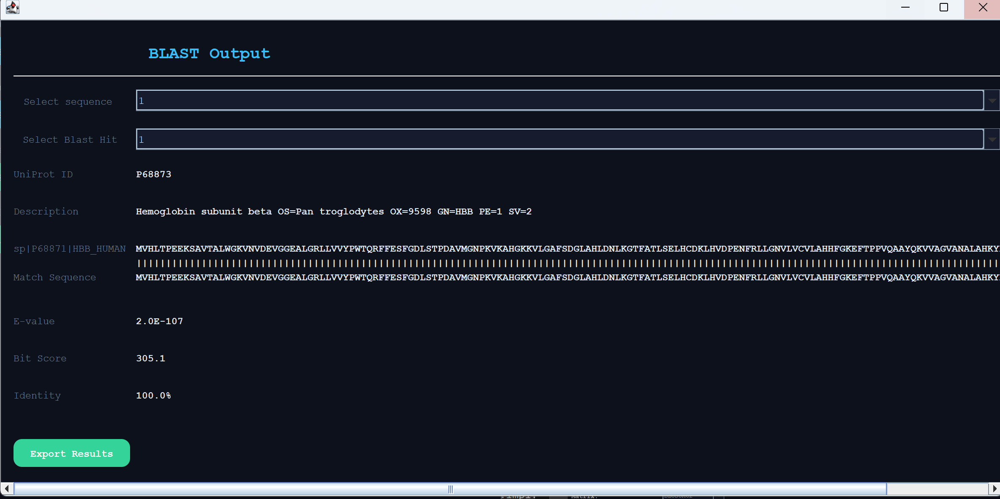 BLAST Output
Select sequence 1
Select Blast Hit 1
UniProt ID P68873
Description Hemoglobin subunit beta OS=Pan troglodytes OX=9598 GN=HBB PE=1 SV=2
sp|P68871|HBB_HUMAN MVHLTPEEKSAVTALWGKVNVDEVGGEALGRLLVVYPWTQRFFESFGDLSTPDAVMGNPKVKAHGKKVLGAFSDGLAHLDNLKGTFATLSELHCDKLHVDPENFRLLGNVLVCVLAHHFGKEFTPPVQAAYQKVVAGVANALAHKY
||||||||||||||||||||||||||||||||||||||||||||||||||||||||||||||||||||||||||||||||||||||||||||||||||||||||||||||||||||||||||||||||||||||||||||||||||
Match Sequence MVHLTPEEKSAVTALWGKVNVDEVGGEALGRLLVVYPWTQRFFESFGDLSTPDAVMGNPKVKAHGKKVLGAFSDGLAHLDNLKGTFATLSELHCDKLHVDPENFRLLGNVLVCVLAHHFGKEFTPPVQAAYQKVVAGVANALAHKY
E-value 2.0E-107
Bit Score 305.1
Identity 100.0%
Export Results
Matrix: